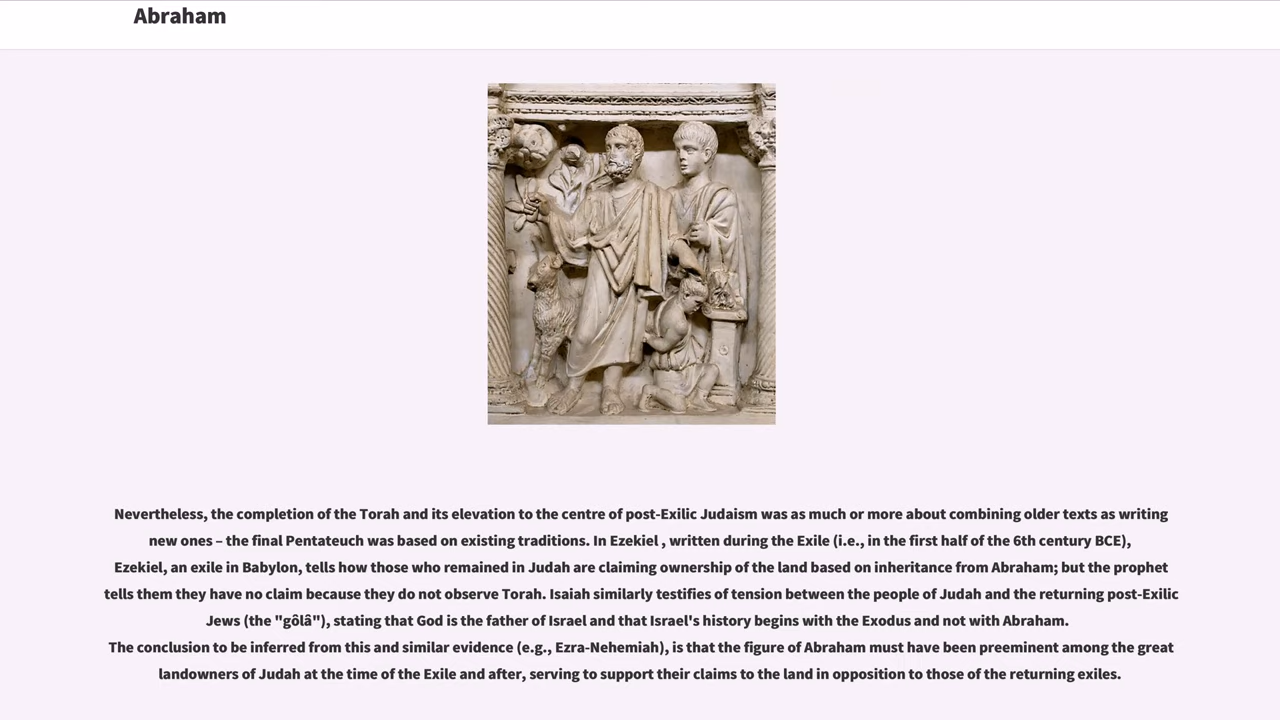 Abraham
Nevertheless, the completion of the Torah and its elevation to the centre of post-Exilic Judaism was as much or more about combining older texts as writing
new ones – the final Pentateuch was based on existing traditions. In Ezekiel , written during the Exile (i.e., in the first half of the 6th century BCE),
Ezekiel, an exile in Babylon, tells how those who remained in Judah are claiming ownership of the land based on inheritance from Abraham; but the prophet
tells them they have no claim because they do not observe Torah. Isaiah similarly testifies of tension between the people of Judah and the returning post-Exilic
Jews (the "gôlâ"), stating that God is the father of Israel and that Israel's history begins with the Exodus and not with Abraham.
The conclusion to be inferred from this and similar evidence (e.g., Ezra-Nehemiah), is that the figure of Abraham must have been preeminent among the great
landowners of Judah at the time of the Exile and after, serving to support their claims to the land in opposition to those of the returning exiles.